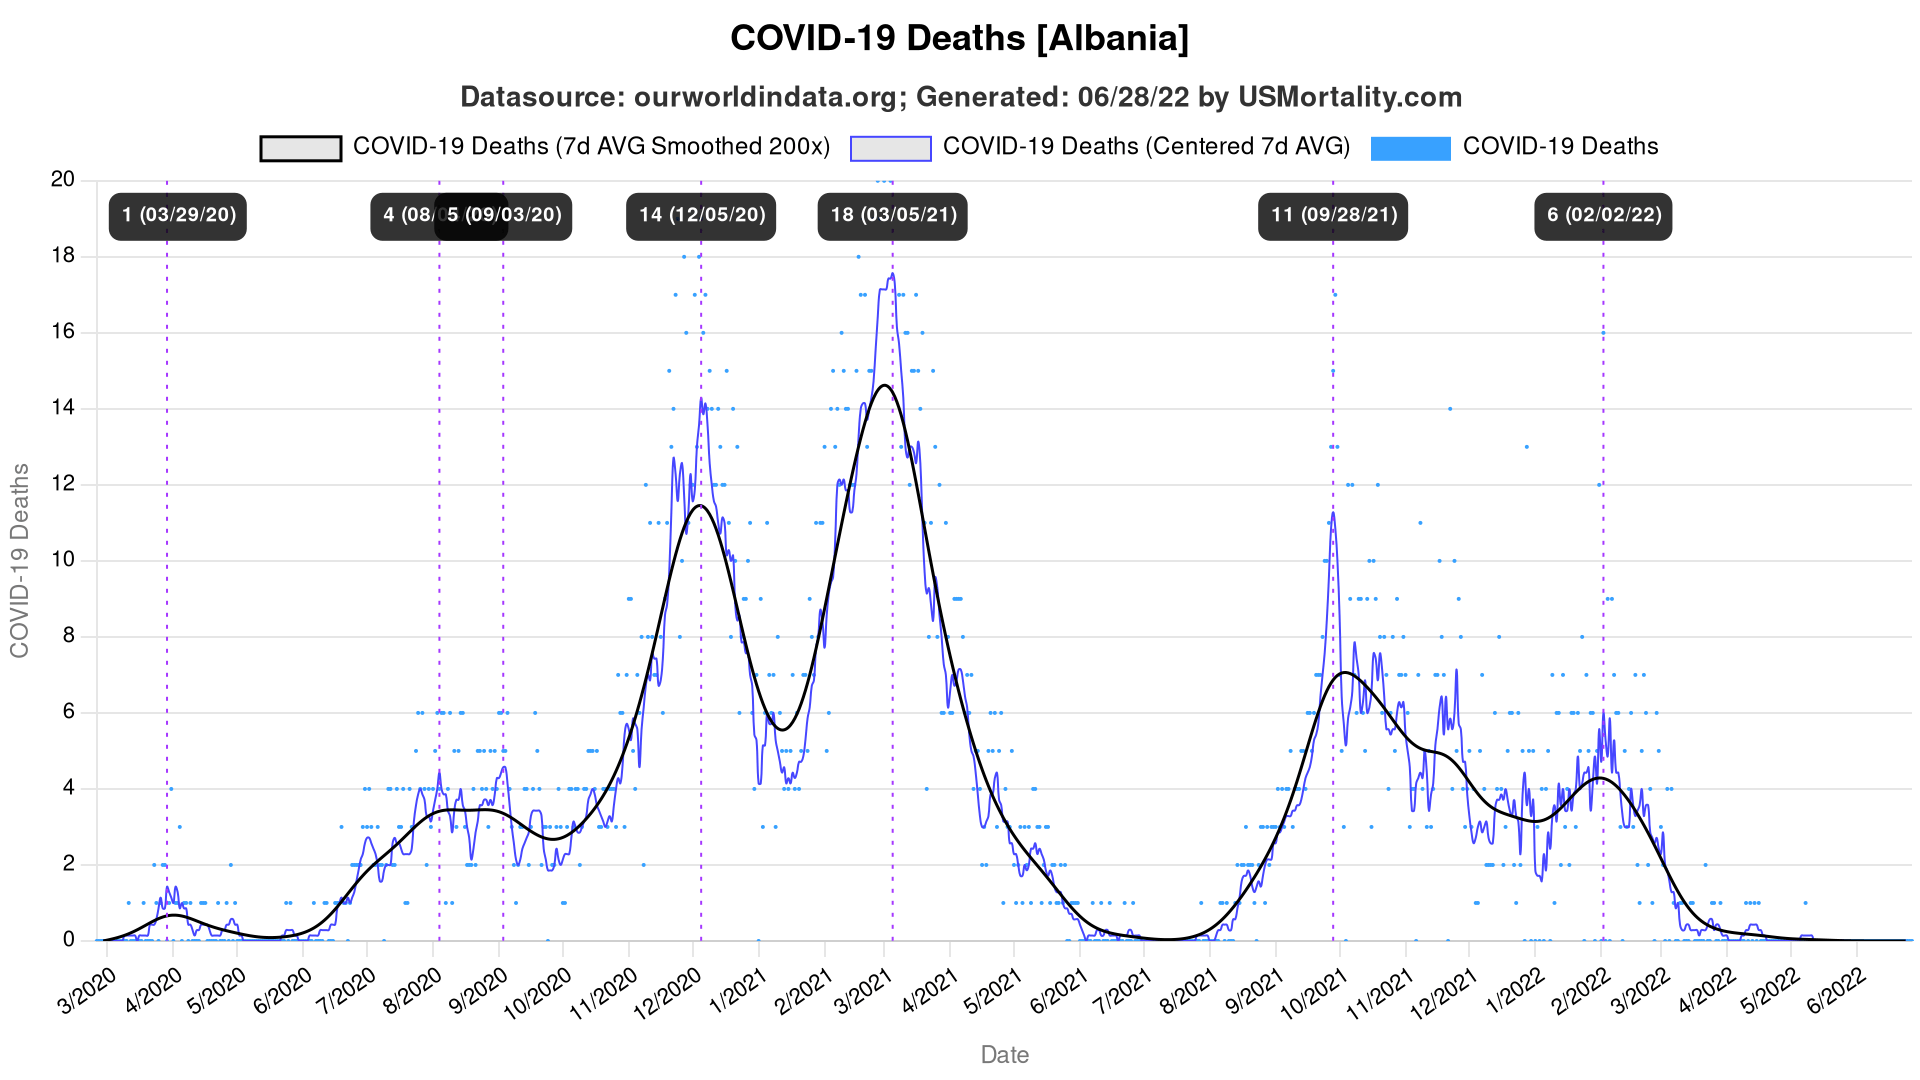 COVID-19 Deaths [Albania]
Datasource: ourworldindata.org; Generated: 06/28/22 by USMortality.com
COVID-19 Deaths (7d AVG Smoothed 200x) COVID-19 Deaths (Centered 7d AVG) COVID-19 Deaths
1 (03/29/20) 4 (08/ 5 (09/03/20) 14 (12/05/20) 18 (03/05/21) 11 (09/28/21) 6 (02/02/22)
20
18
16
14
12
10
8
6
4
2
0
COVID-19 Deaths
3/2020 4/2020 5/2020 6/2020 7/2020 8/2020 9/2020 10/2020 11/2020 12/2020 1/2021 2/2021 3/2021 4/2021 5/2021 6/2021 7/2021 8/2021 9/2021 10/2021 11/2021 12/2021 1/2022 2/2022 3/2022 4/2022 5/2022 6/2022
Date